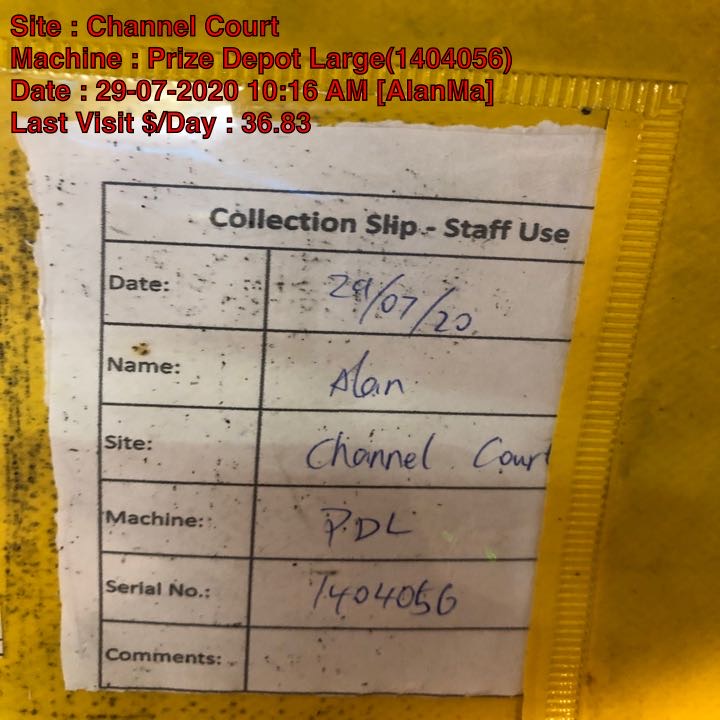 Site : Channel Court
Machine : Prize Depot Large(1404056)
Date : 29-07-2020 10:16 AM [AlanMa]
Last Visit $/Day : 36.83
Collection Slip - Staff Use
Date: 29/07/20
Name: Alan
Site: Channel Court
Machine: P.DL
Serial No.: 1404056
Comments: